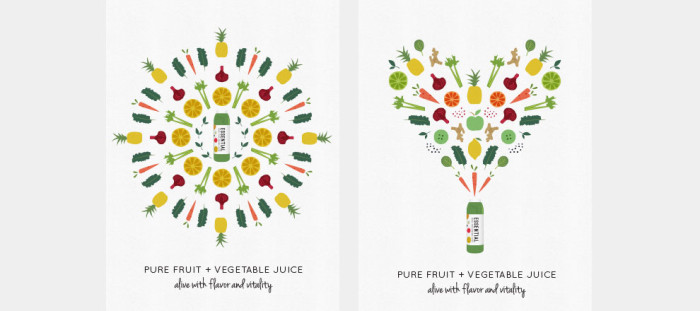 ESSENTIAL
PURE FRUIT + VEGETABLE JUICE
alive with flavor and vitality
ESSENTIAL
PURE FRUIT + VEGETABLE JUICE
alive with flavor and vitality